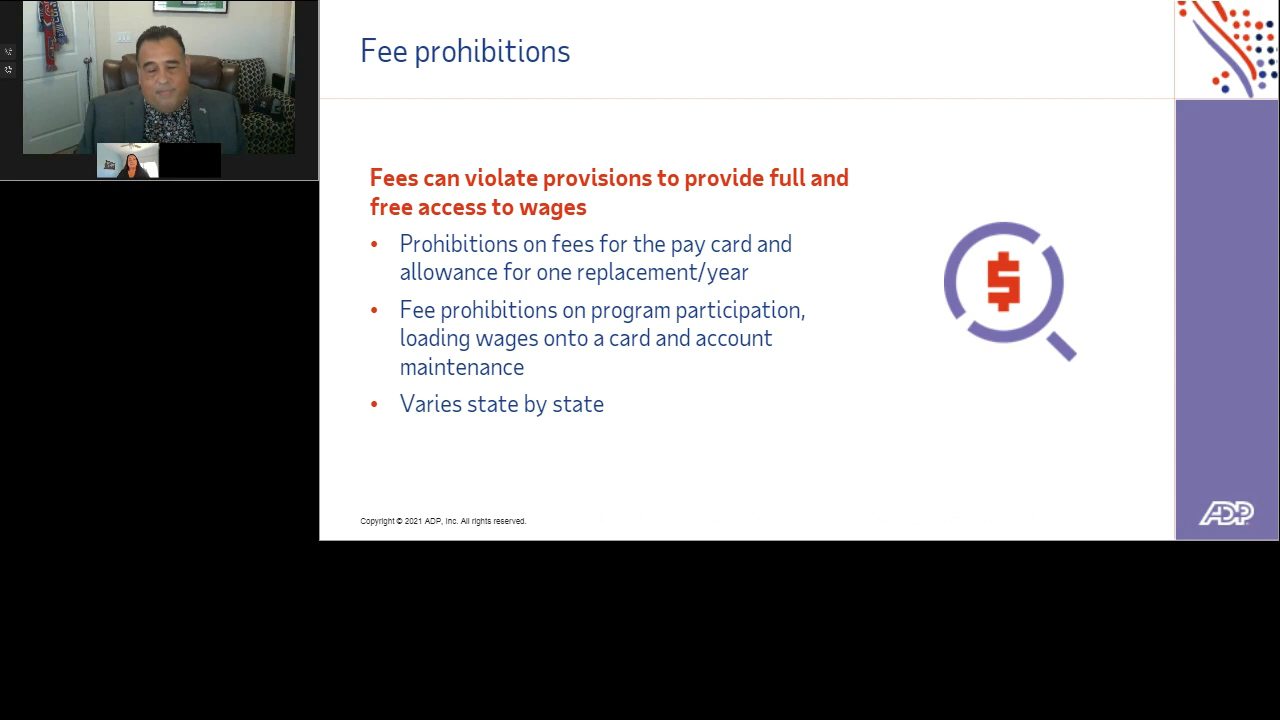 Fee prohibitions
Fees can violate provisions to provide full and
free access to wages
• Prohibitions on fees for the pay card and
allowance for one replacement/year
• Fee prohibitions on program participation,
loading wages onto a card and account
maintenance
• Varies state by state
Copyright © 2021 ADP, Inc. All rights reserved.
ADP